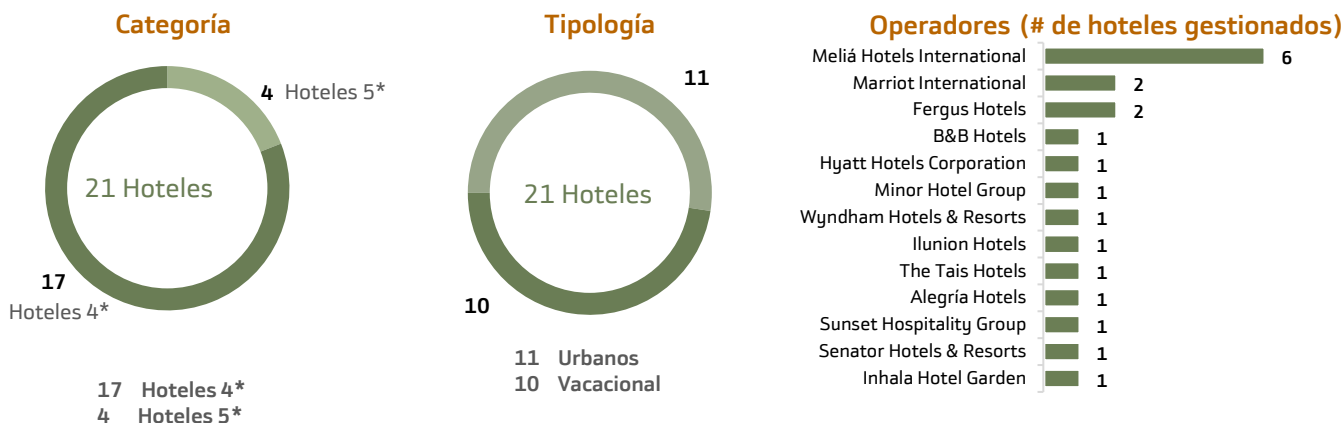 Categoría
4 Hoteles 5*
21 Hoteles
17
Hoteles 4*
17 Hoteles 4*
4 Hoteles 5*
Tipología
11
21 Hoteles
10
11 Urbanos
10 Vacacional
Operadores (# de hoteles gestionados)
Meliá Hotels International 6
Marriot International 2
Fergus Hotels 2
B&B Hotels 1
Hyatt Hotels Corporation 1
Minor Hotel Group 1
Wyndham Hotels & Resorts 1
Ilunion Hotels 1
The Tais Hotels 1
Alegría Hotels 1
Sunset Hospitality Group 1
Senator Hotels & Resorts 1
Inhala Hotel Garden 1